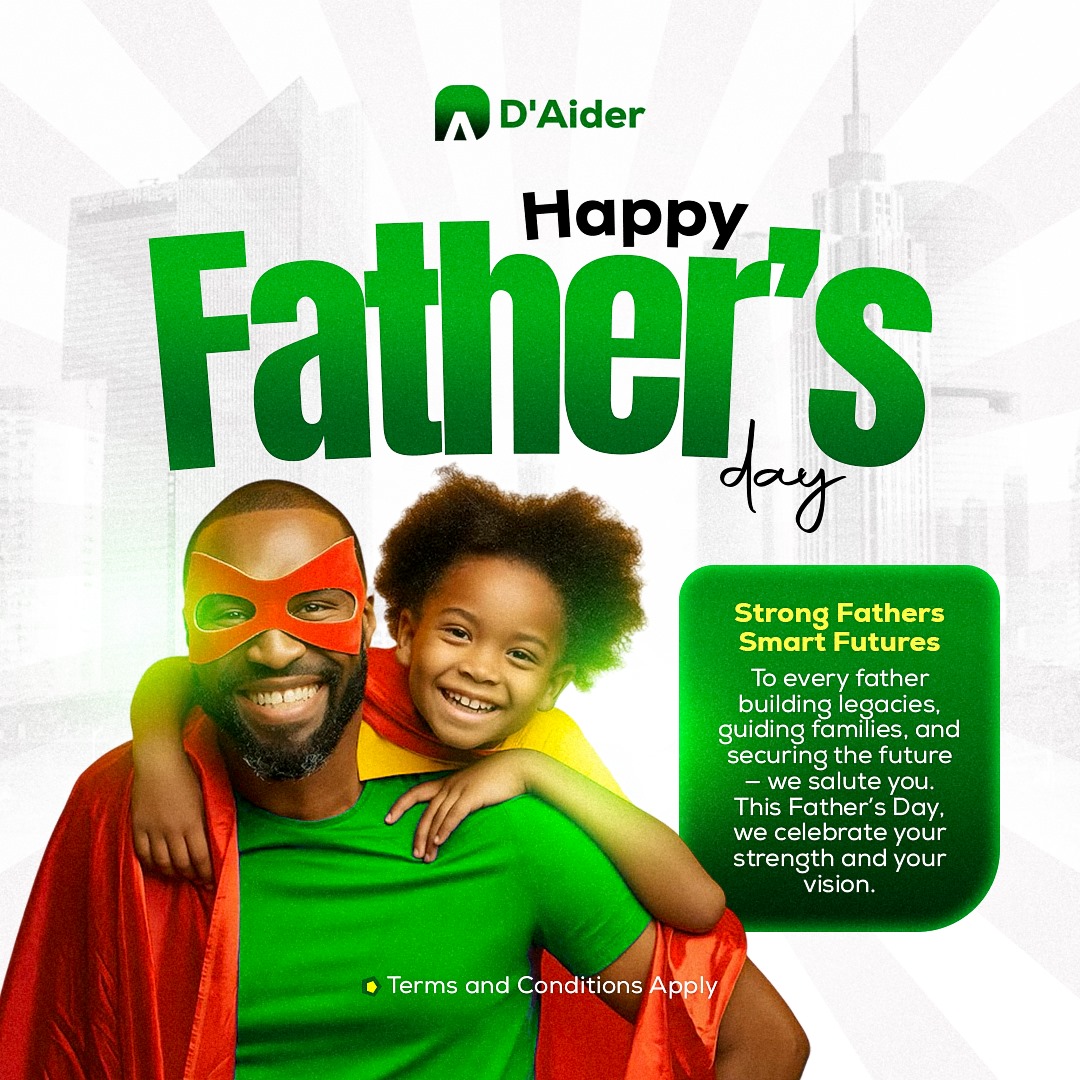 D'Aider
Happy
Father's
day
Strong Fathers
Smart Futures
To every father
building legacies,
guiding families, and
securing the future
– we salute you.
This Father's Day,
we celebrate your
strength and your
vision.
Terms and Conditions Apply